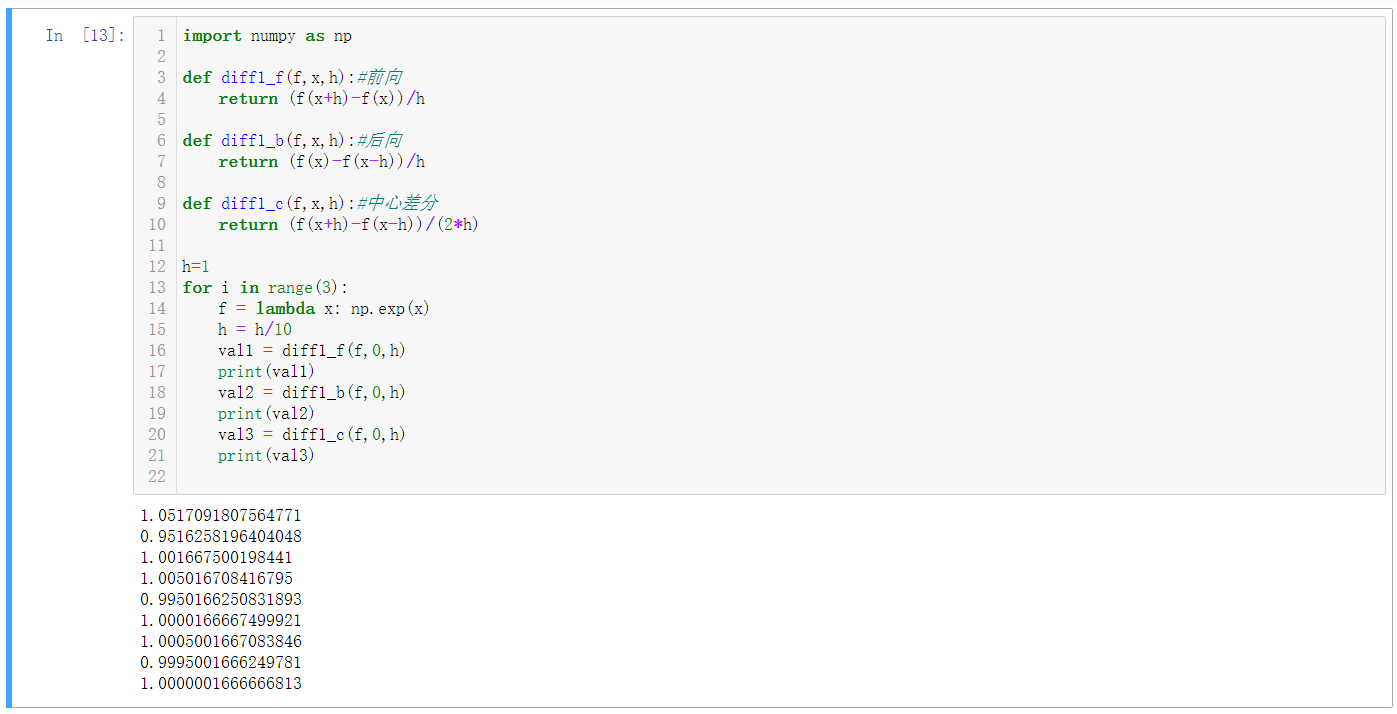 In [13]:
1 import numpy as np
2
3 def diff1_f(f,x,h):#前向
4     return (f(x+h)-f(x))/h
5
6 def diff1_b(f,x,h):#后向
7     return (f(x)-f(x-h))/h
8
9 def diff1_c(f,x,h):#中心差分
10     return (f(x+h)-f(x-h))/(2*h)
11
12 h=1
13 for i in range(3):
14     f = lambda x: np.exp(x)
15     h = h/10
16     val1 = diff1_f(f,0,h)
17     print(val1)
18     val2 = diff1_b(f,0,h)
19     print(val2)
20     val3 = diff1_c(f,0,h)
21     print(val3)
22
1.0517091807564771
0.9516258196404048
1.001667500198441
1.005016708416795
0.9950166250831893
1.0000166667499921
1.0005001667083846
0.9995001666249781
1.0000001666666813